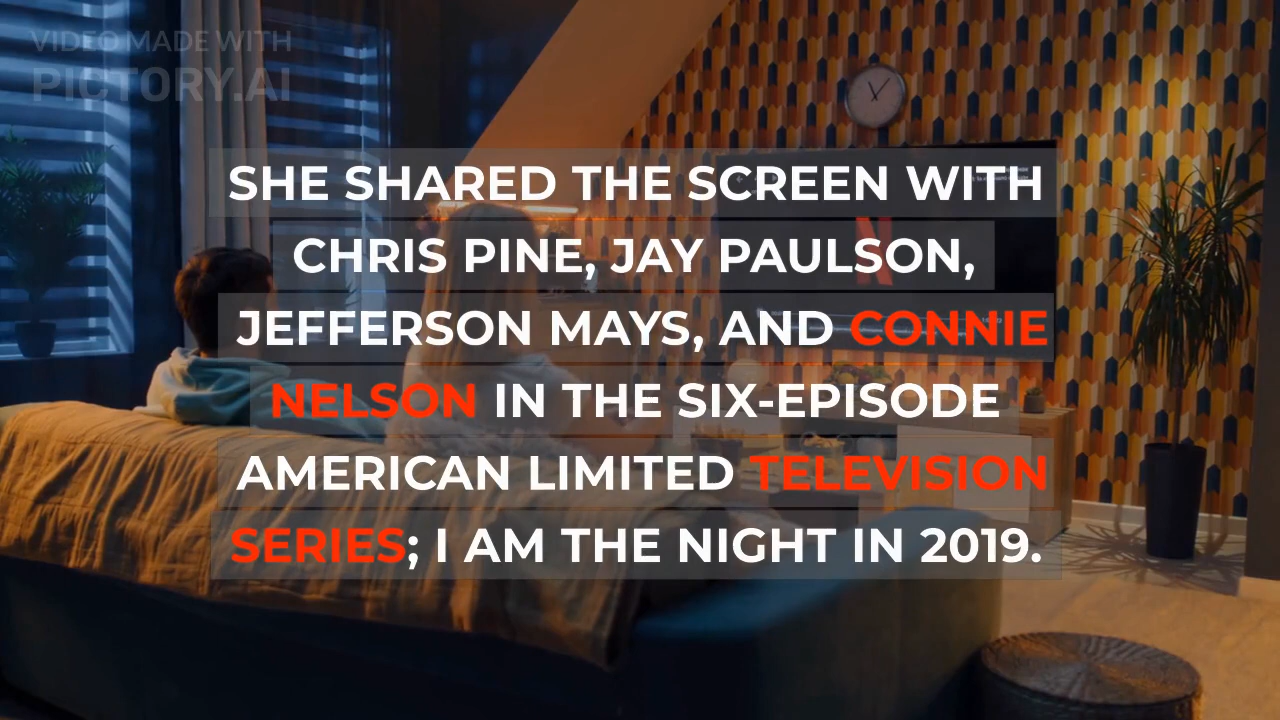 VIDEO MADE WITH
PICTORY.AI
SHE SHARED THE SCREEN WITH
CHRIS PINE, JAY PAULSON,
JEFFERSON MAYS, AND CONNIE
NELSON IN THE SIX-EPISODE
AMERICAN LIMITED TELEVISION
SERIES; I AM THE NIGHT IN 2019.